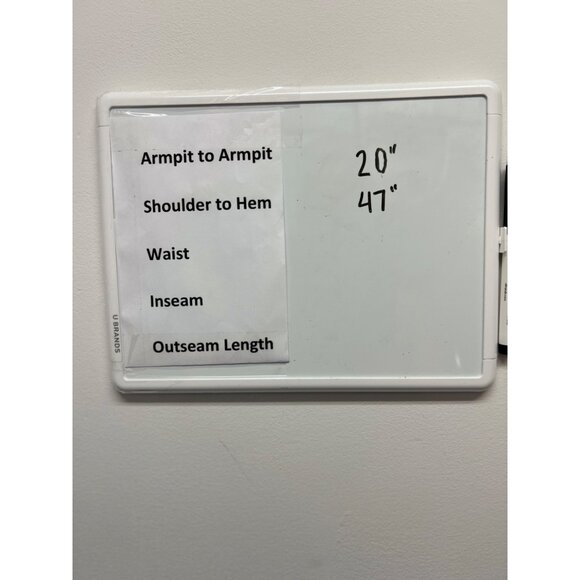 Armpit to Armpit 20"
Shoulder to Hem 47"
Waist
Inseam
Outseam Length
U BRANDS